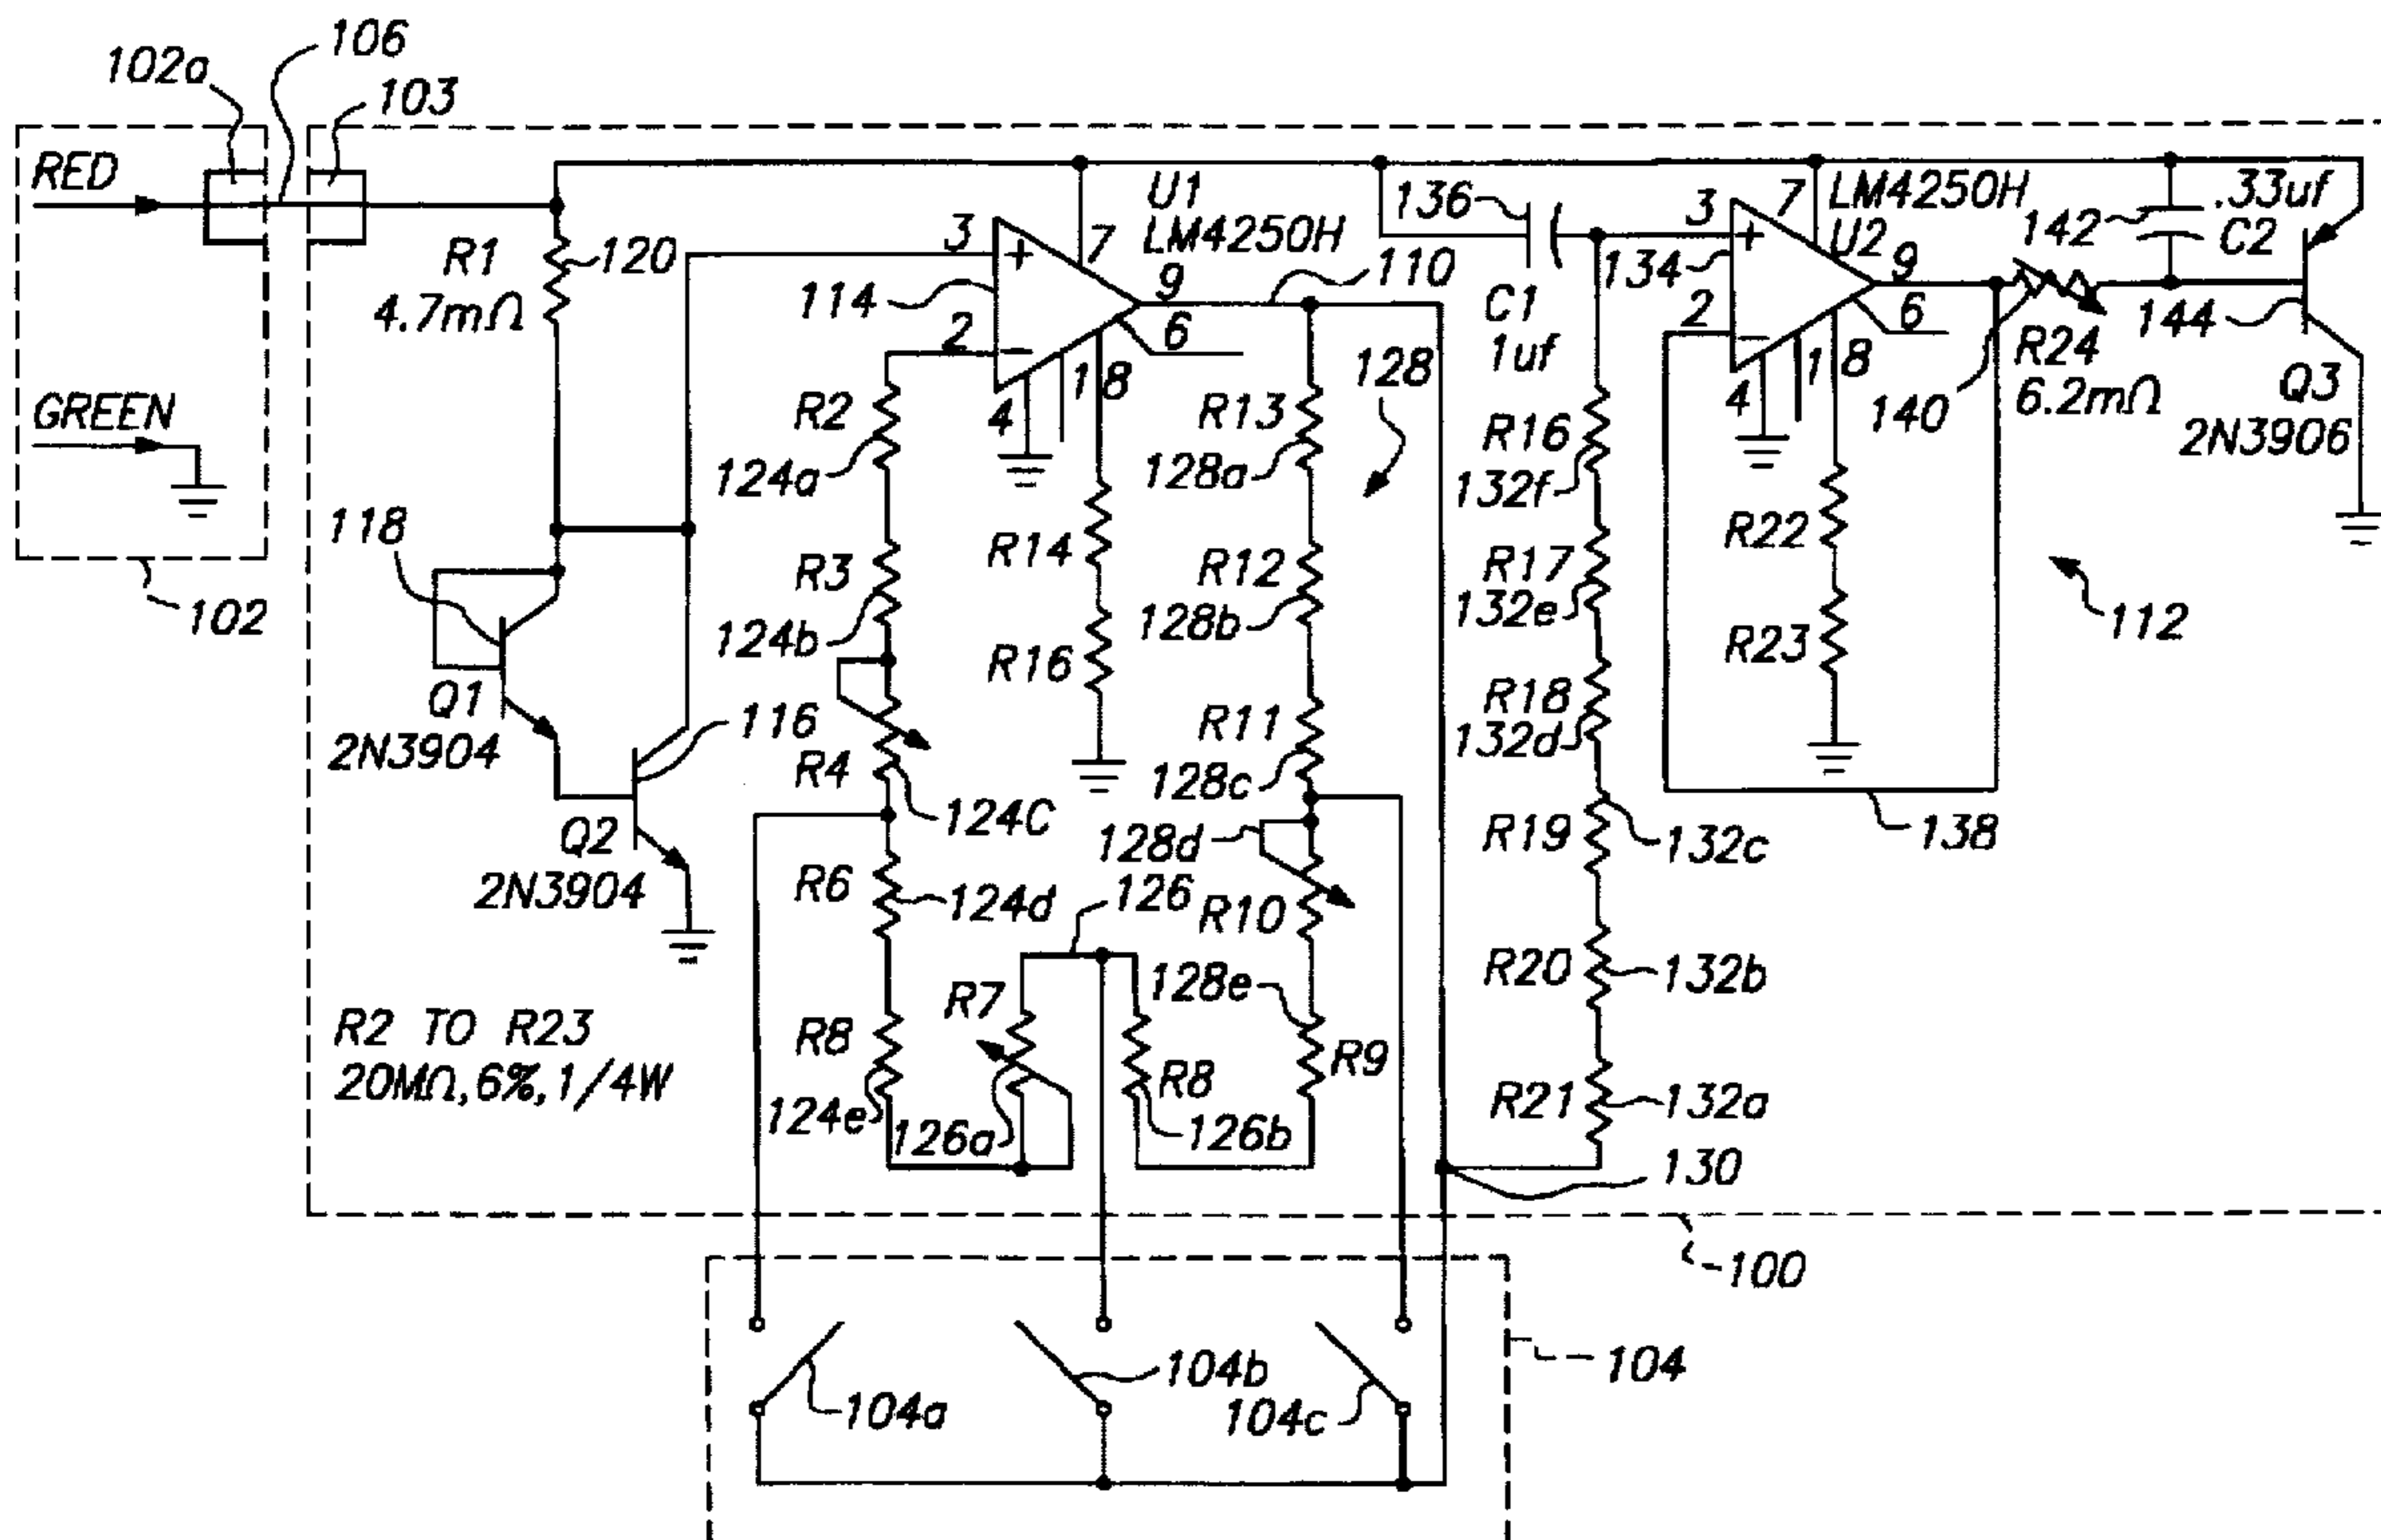 106
102a
103
RED
R1
120
4.7mΩ
GREEN
118
102
Q1
2N3904
116
Q2
2N3904
R2 TO R23
20MΩ,6%,1/4W
U1
LM4250H
3
+
7
114
9
110
2
−
6
4
1
8
R2
124a
R3
124b
R4
124C
R6
124d
R8
124e
R14
R16
R13
128a
128
R12
128b
R11
128c
128d
126
R10
128e
R7
R8
R9
126a
126b
136
C1
1uf
3
+
7
LM4250H
U2
134
9
2
−
6
4
1
8
.33uf
142
C2
R24
6.2mΩ
140
144
Q3
2N3906
R16
132f
R17
132e
R18
132d
R19
132c
R20
132b
R21
132a
R22
R23
112
138
130
100
104
104a
104b
104c